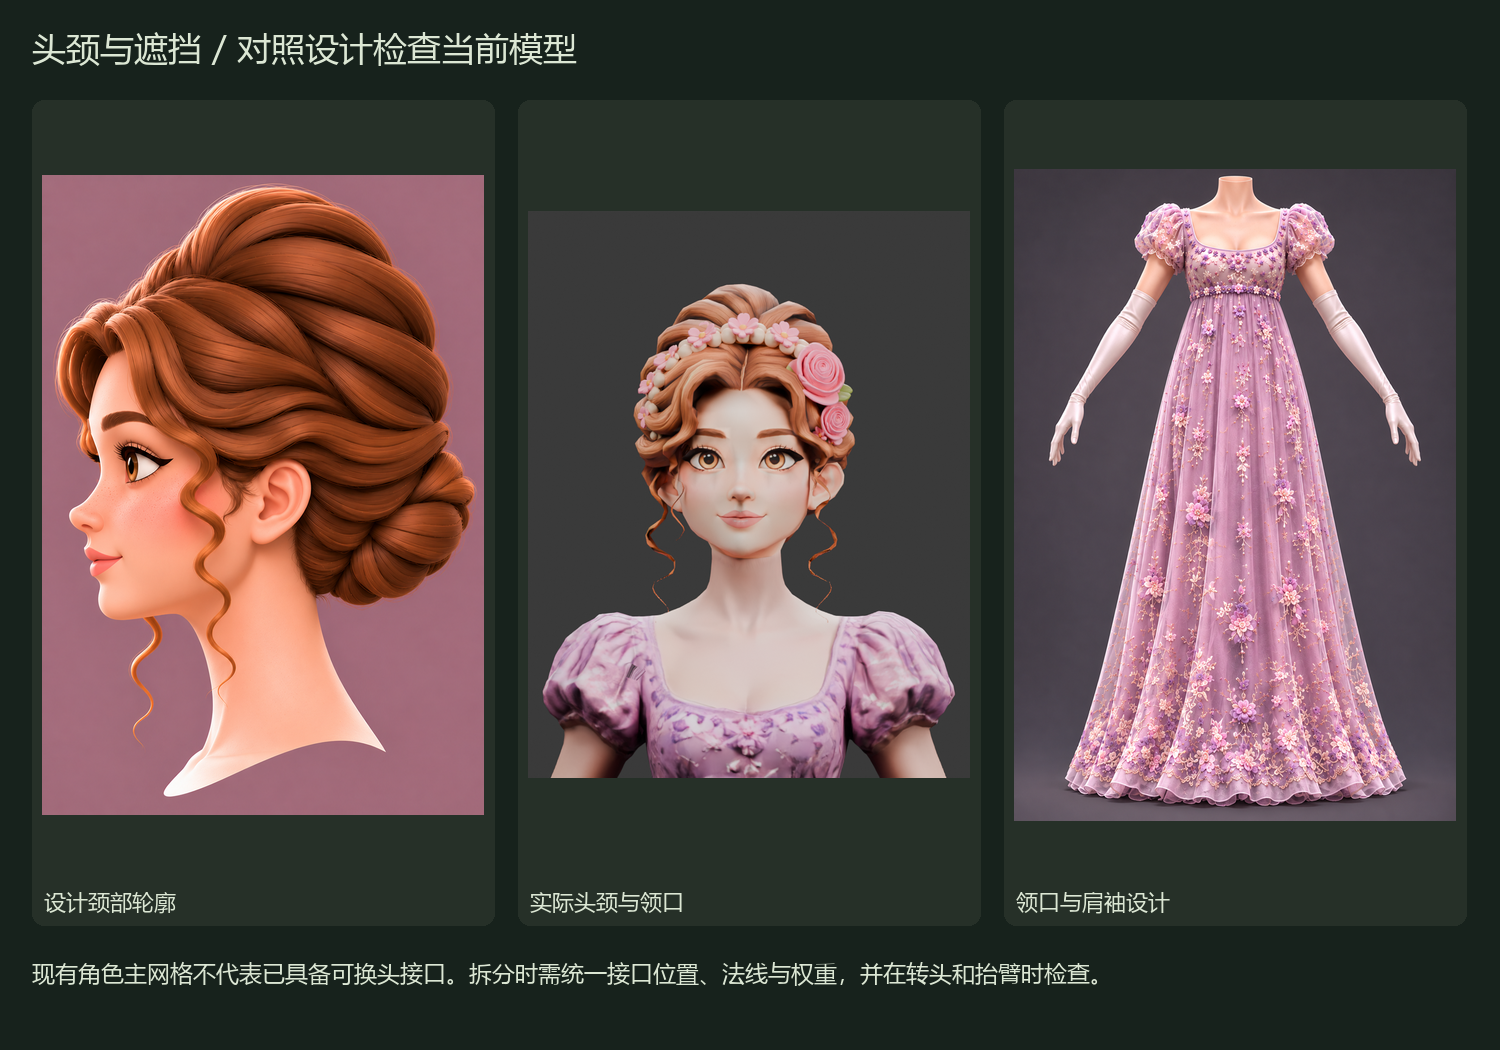 头颈与遮挡 / 对照设计检查当前模型
设计颈部轮廓
实际头颈与领口
领口与肩袖设计
现有角色主网格不代表已具备可换头接口。拆分时需统一接口位置、法线与权重，并在转头和抬臂时检查。